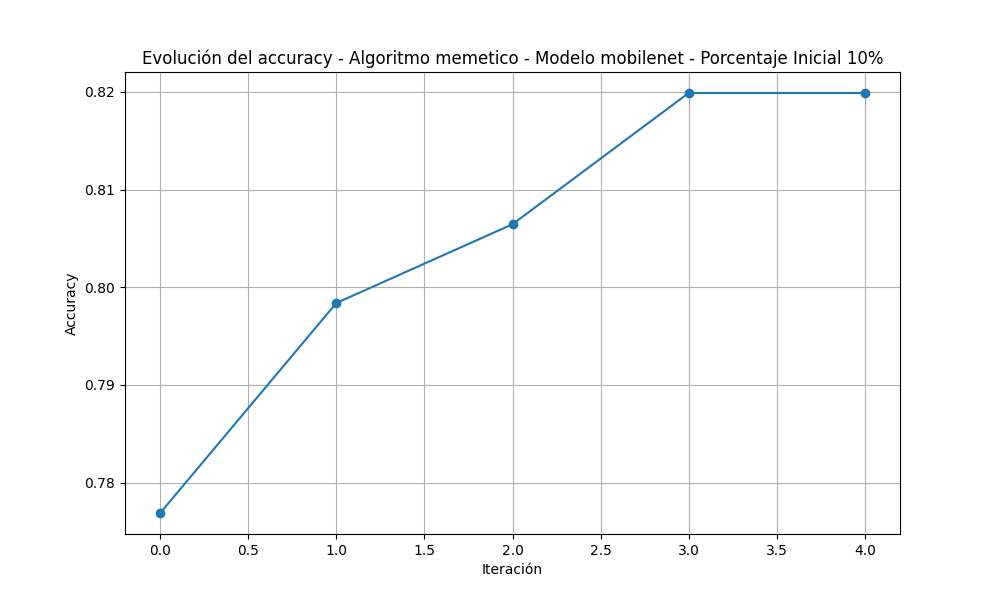 Evolución del accuracy - Algoritmo memetico - Modelo mobilenet - Porcentaje Inicial 10%
0.82
0.81
0.80
0.79
0.78
Accuracy
0.0 0.5 1.0 1.5 2.0 2.5 3.0 3.5 4.0
Iteración